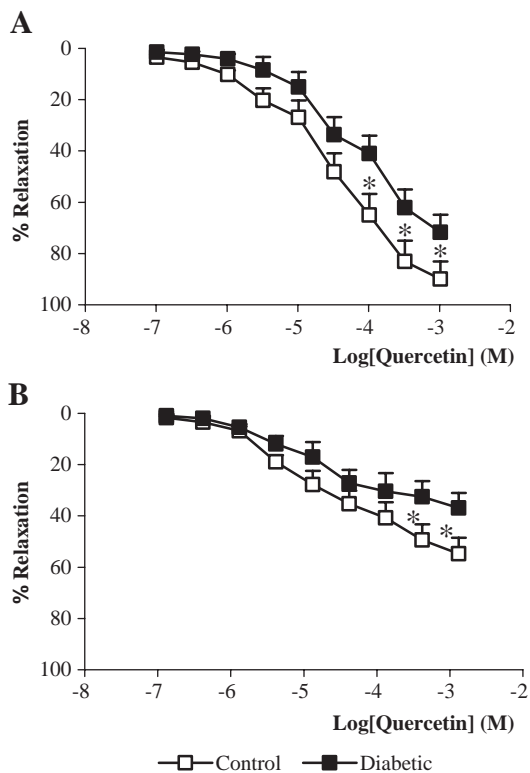 A
0
20
40
60
80
100
% Relaxation
* * *
-8 -7 -6 -5 -4 -3 -2
Log[Quercetin] (M)
B
0
20
40
60
80
100
% Relaxation
* *
-8 -7 -6 -5 -4 -3 -2
Log[Quercetin] (M)
Control Diabetic